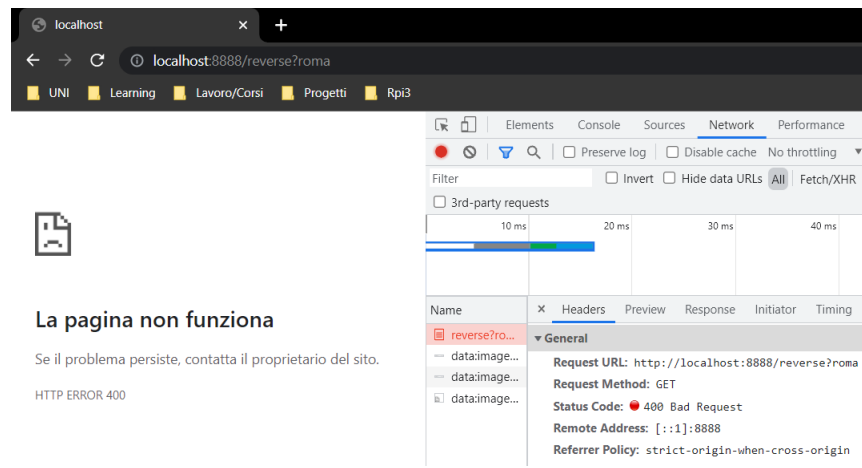 localhost
localhost:8888/reverse?roma
UNI Learning Lavoro/Corsi Progetti Rpi3
Elements Console Sources Network Performance
Preserve log Disable cache No throttling
Filter Invert Hide data URLs All Fetch/XHR
3rd-party requests
10 ms 20 ms 30 ms 40 ms
La pagina non funziona
Se il problema persiste, contatta il proprietario del sito.
HTTP ERROR 400
Name
reverse?ro...
data:image...
data:image...
data:image...
Headers Preview Response Initiator Timing
General
Request URL: http://localhost:8888/reverse?roma
Request Method: GET
Status Code: 400 Bad Request
Remote Address: [::1]:8888
Referrer Policy: strict-origin-when-cross-origin